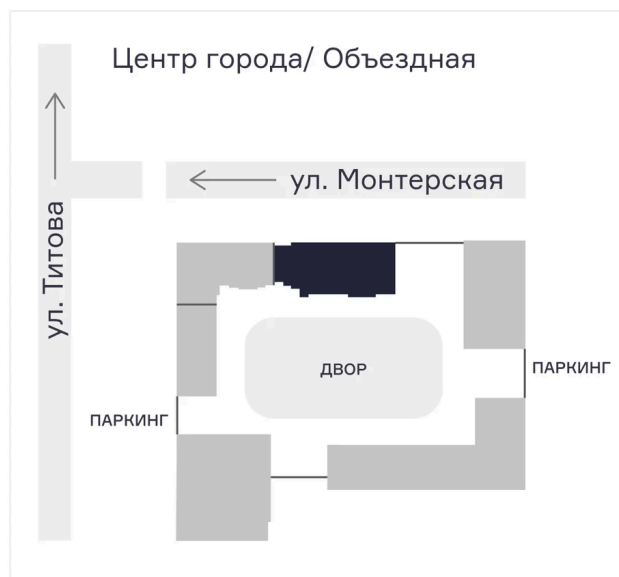 Центр города/ Объездная
ул. Монтерская
ул. Титова
ДВОР
ПАРКИНГ
ПАРКИНГ